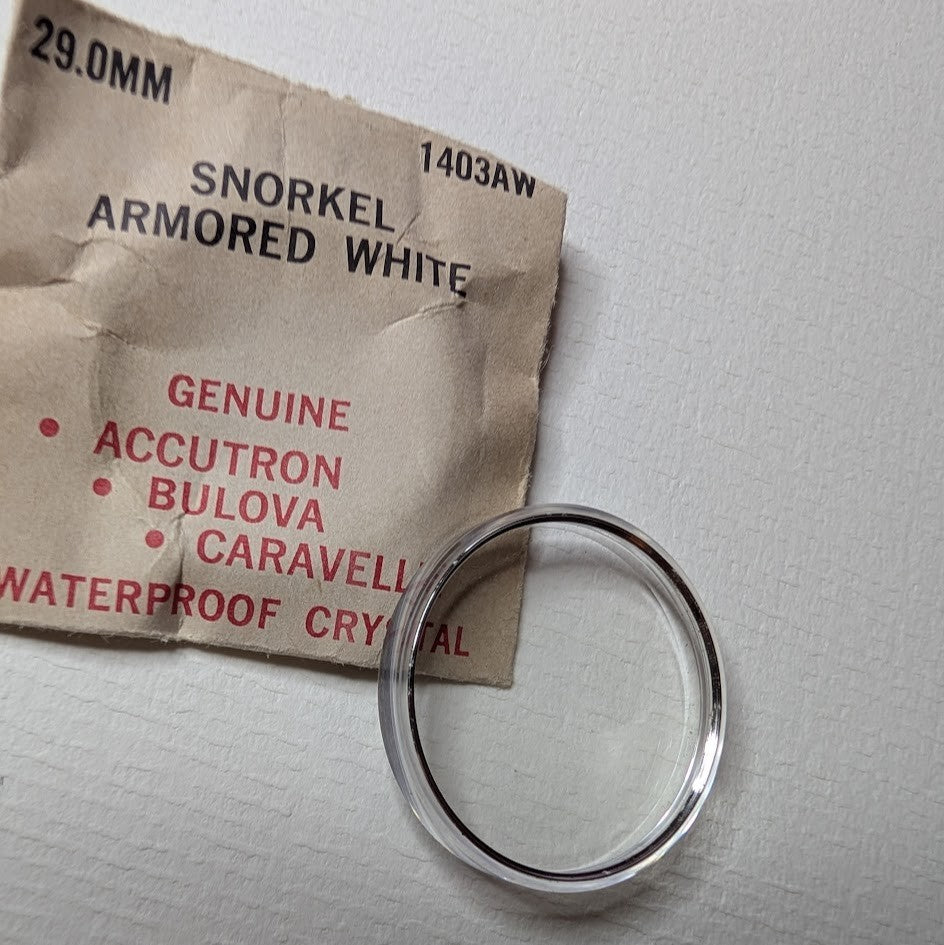 29.0MM
1403AW
SNORKEL
ARMORED WHITE
GENUINE
• ACCUTRON
• BULOVA
• CARAVELL
WATERPROOF CRYSTAL